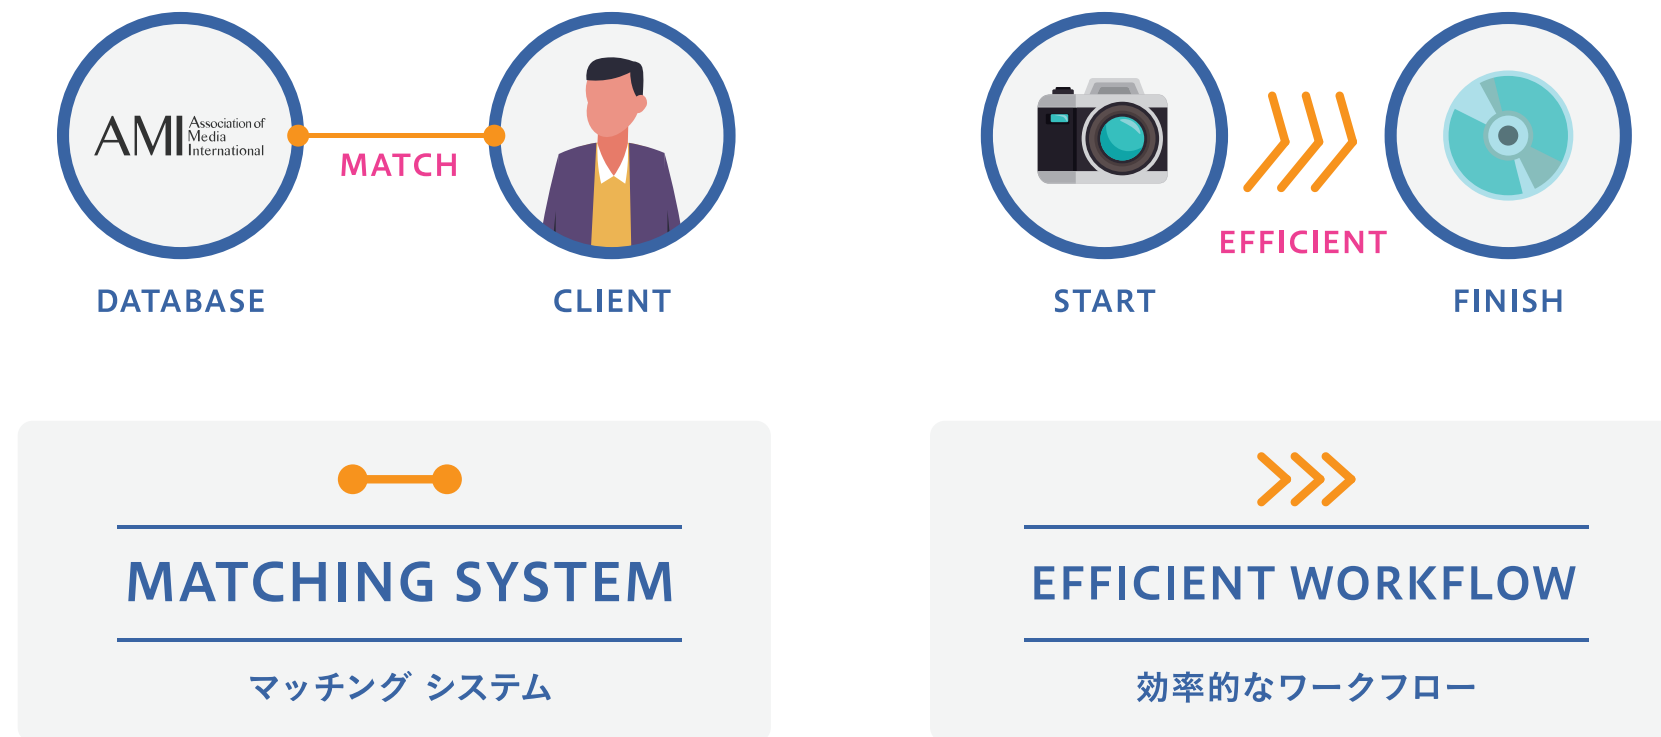 AMI
Association of
Media
International
MATCH
DATABASE
CLIENT
EFFICIENT
START
FINISH
MATCHING SYSTEM
マッチング システム
EFFICIENT WORKFLOW
効率的なワークフロー